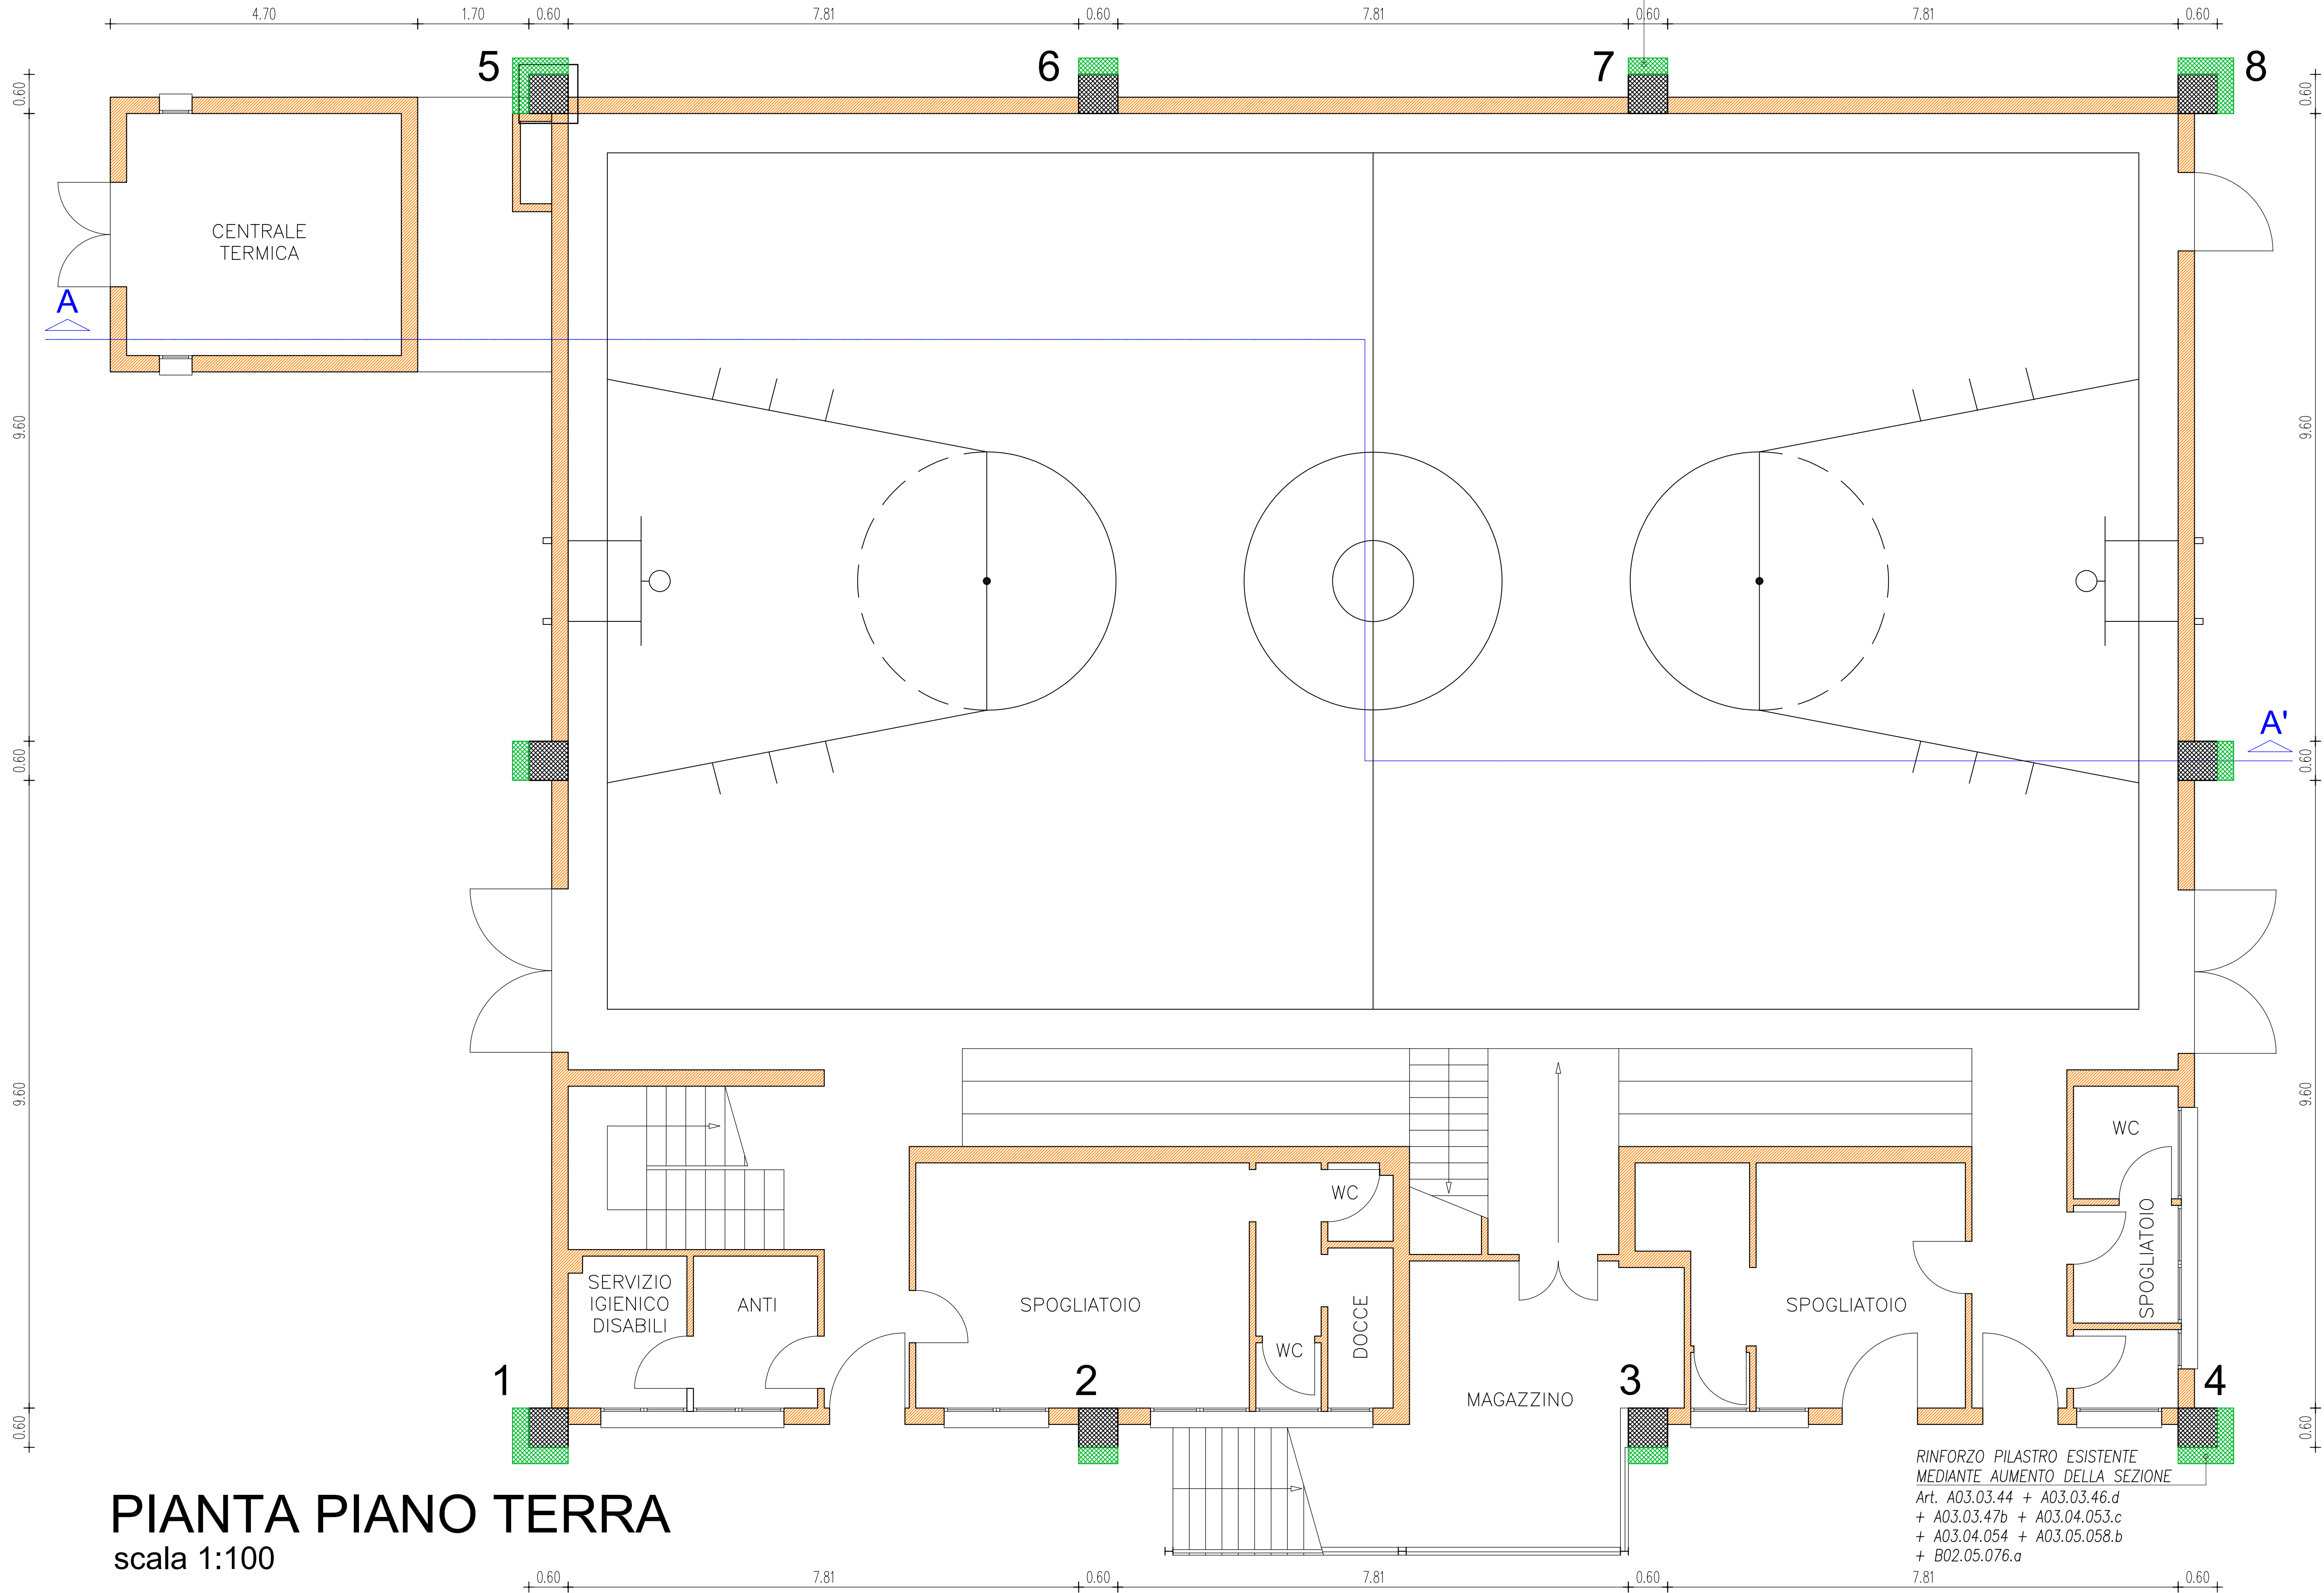 4.70 1.70 0.60 7.81 0.60 7.81 0.60 7.81 0.60
5 6 7 8
0.60 0.60
CENTRALE
TERMICA
A
9.60 9.60
A'
0.60 0.60
9.60 9.60
WC
WC
SPOGLIATOIO
SERVIZIO
IGIENICO
DISABILI
ANTI
SPOGLIATOIO
DOCCE
SPOGLIATOIO
WC
1 2 3 4
MAGAZZINO
0.60 0.60
RINFORZO PILASTRO ESISTENTE
MEDIANTE AUMENTO DELLA SEZIONE
Art. A03.03.44 + A03.03.46.d
+ A03.03.47b + A03.04.053.c
+ A03.04.054 + A03.05.058.b
+ B02.05.076.a
PIANTA PIANO TERRA
scala 1:100
0.60 7.81 0.60 7.81 0.60 7.81 0.60